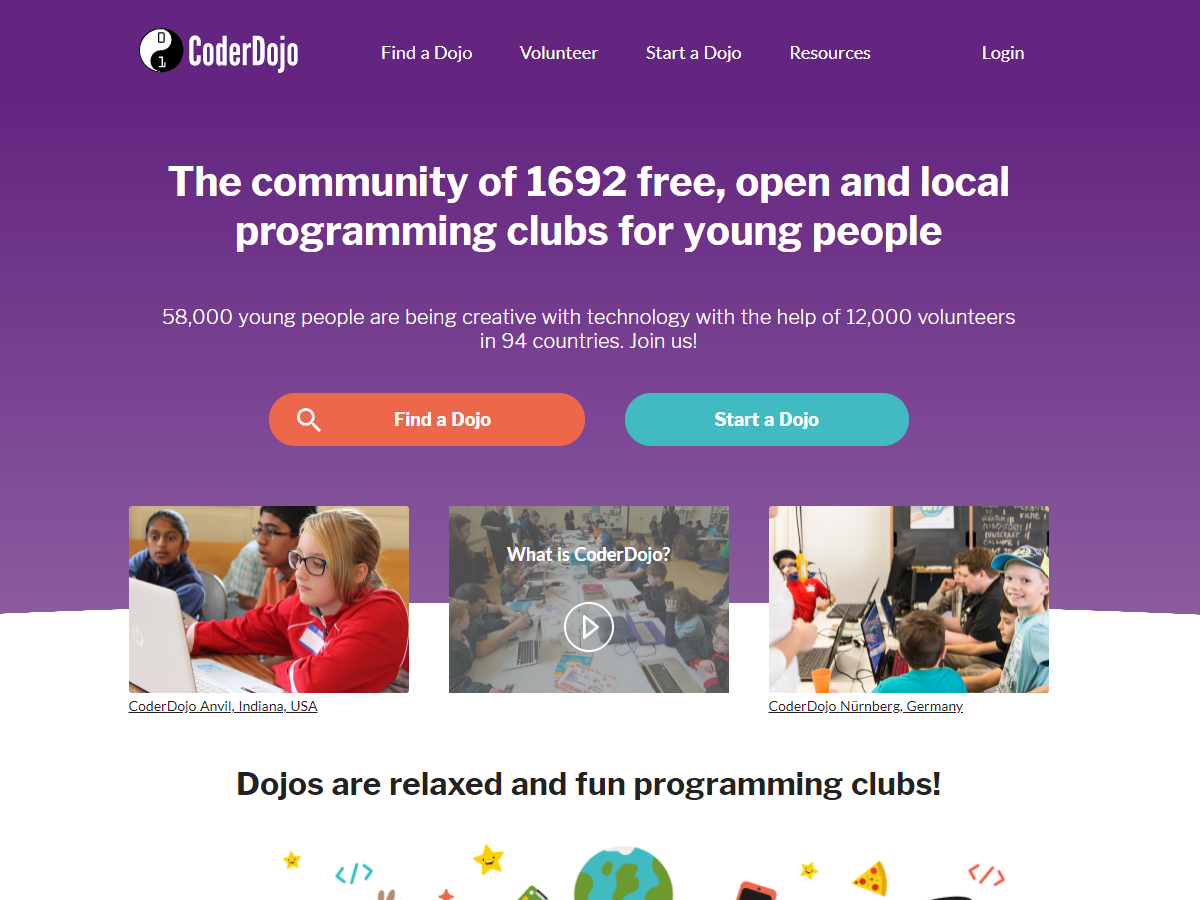 D
1
CoderDojo
Find a Dojo
Volunteer
Start a Dojo
Resources
Login
The community of 1692 free, open and local
programming clubs for young people
58,000 young people are being creative with technology with the help of 12,000 volunteers
in 94 countries. Join us!
Find a Dojo
Start a Dojo
What is CoderDojo?
CoderDojo Anvil, Indiana, USA
CoderDojo Nürnberg, Germany
Dojos are relaxed and fun programming clubs!